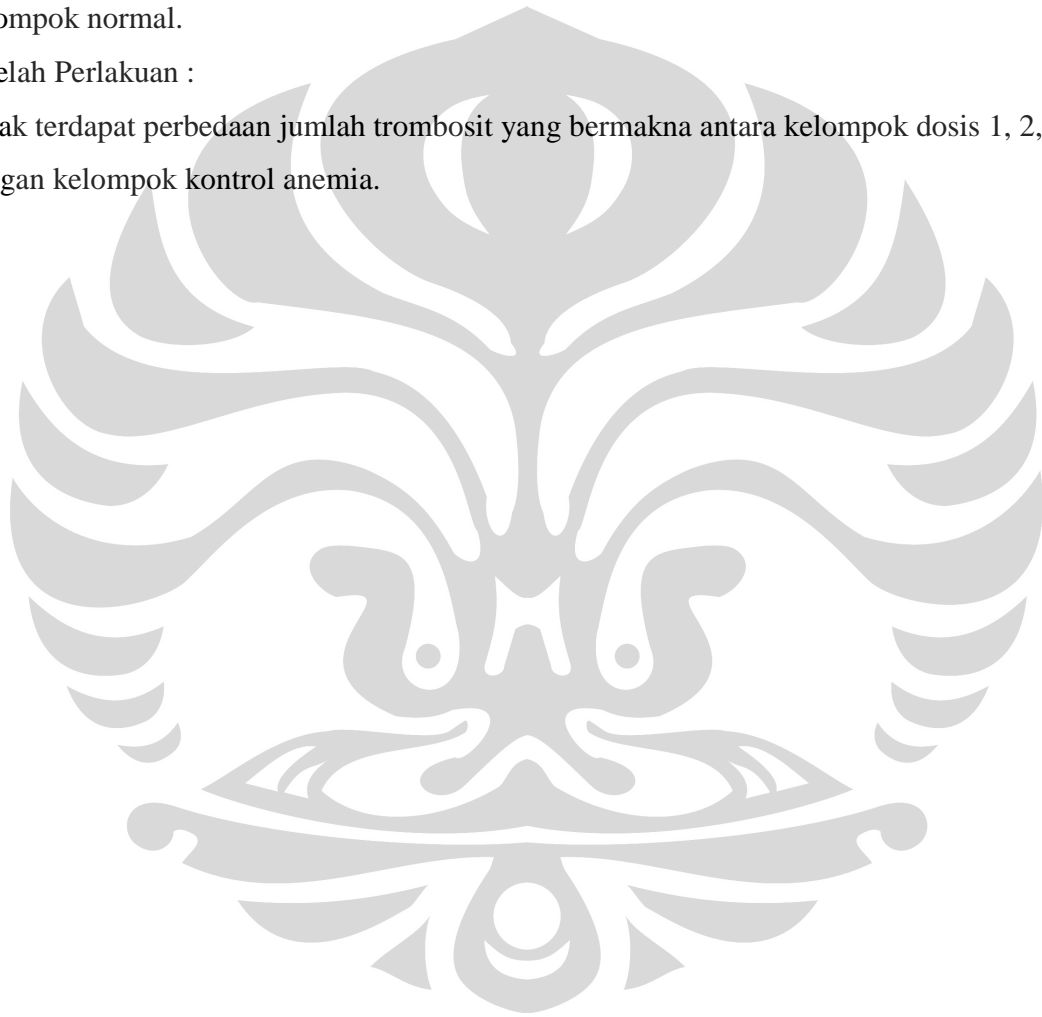 ompok normal.
elah Perlakuan :
ak terdapat perbedaan jumlah trombosit yang bermakna antara kelompok dosis 1, 2,
gan kelompok kontrol anemia.